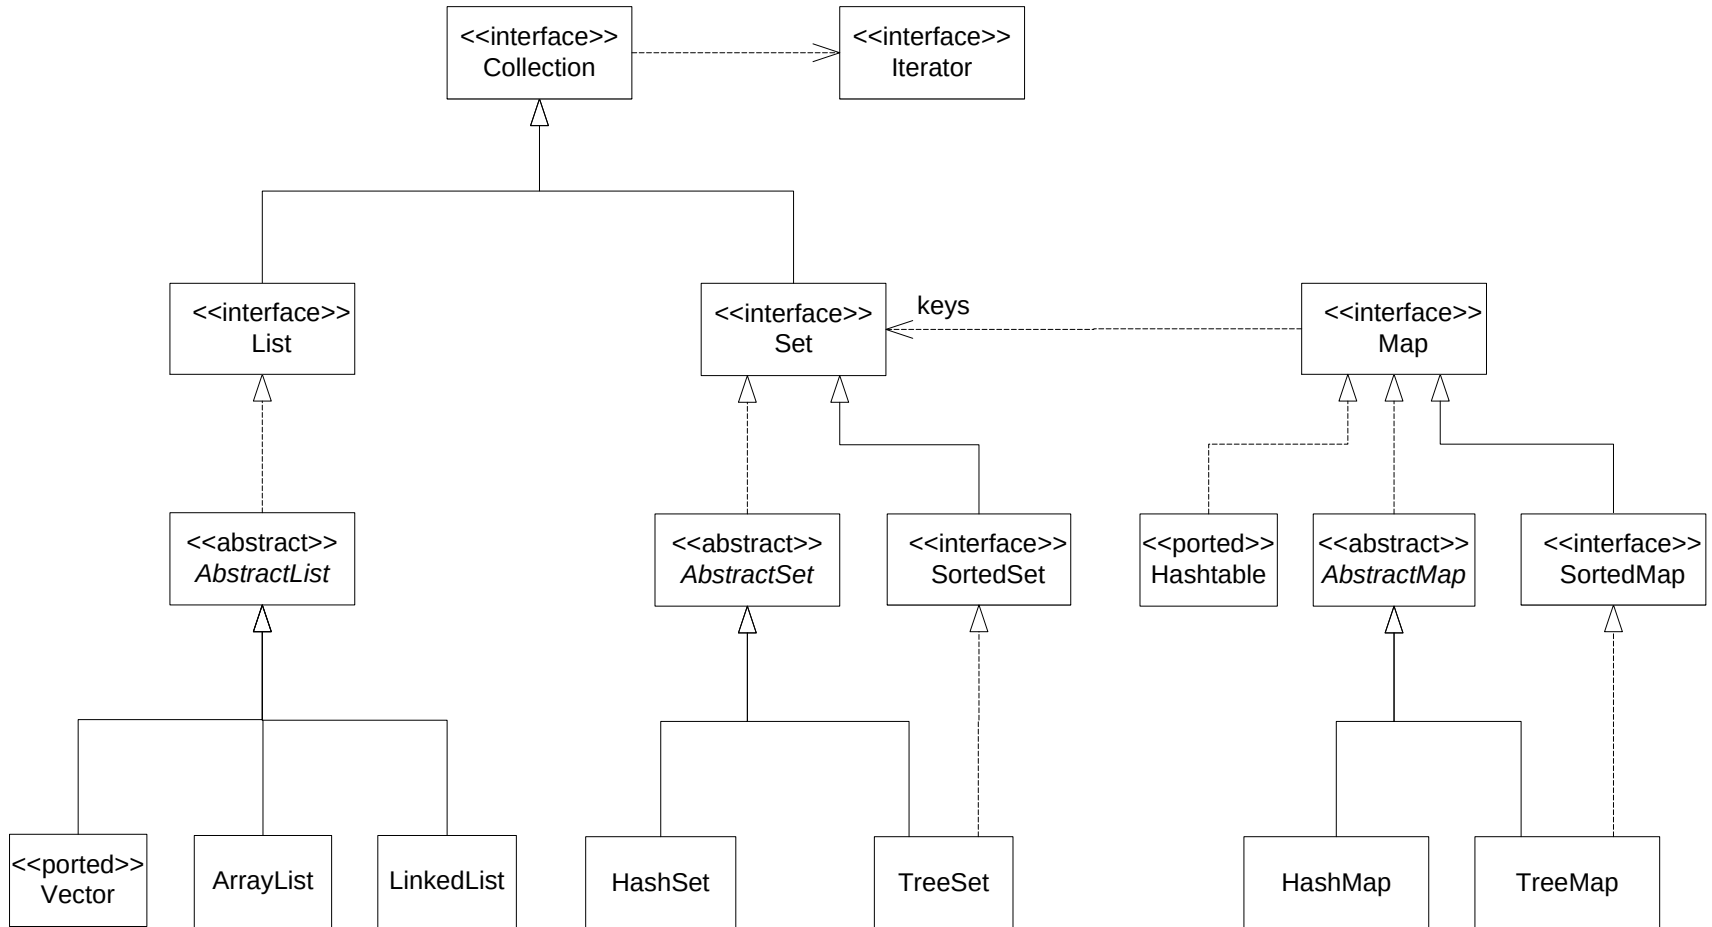 <<interface>>
Collection
<<interface>>
Iterator
<<interface>>
List
<<interface>>
Set
keys
<<interface>>
Map
<<abstract>>
AbstractList
<<abstract>>
AbstractSet
<<interface>>
SortedSet
<<ported>>
Hashtable
<<abstract>>
AbstractMap
<<interface>>
SortedMap
<<ported>>
Vector
ArrayList
LinkedList
HashSet
TreeSet
HashMap
TreeMap